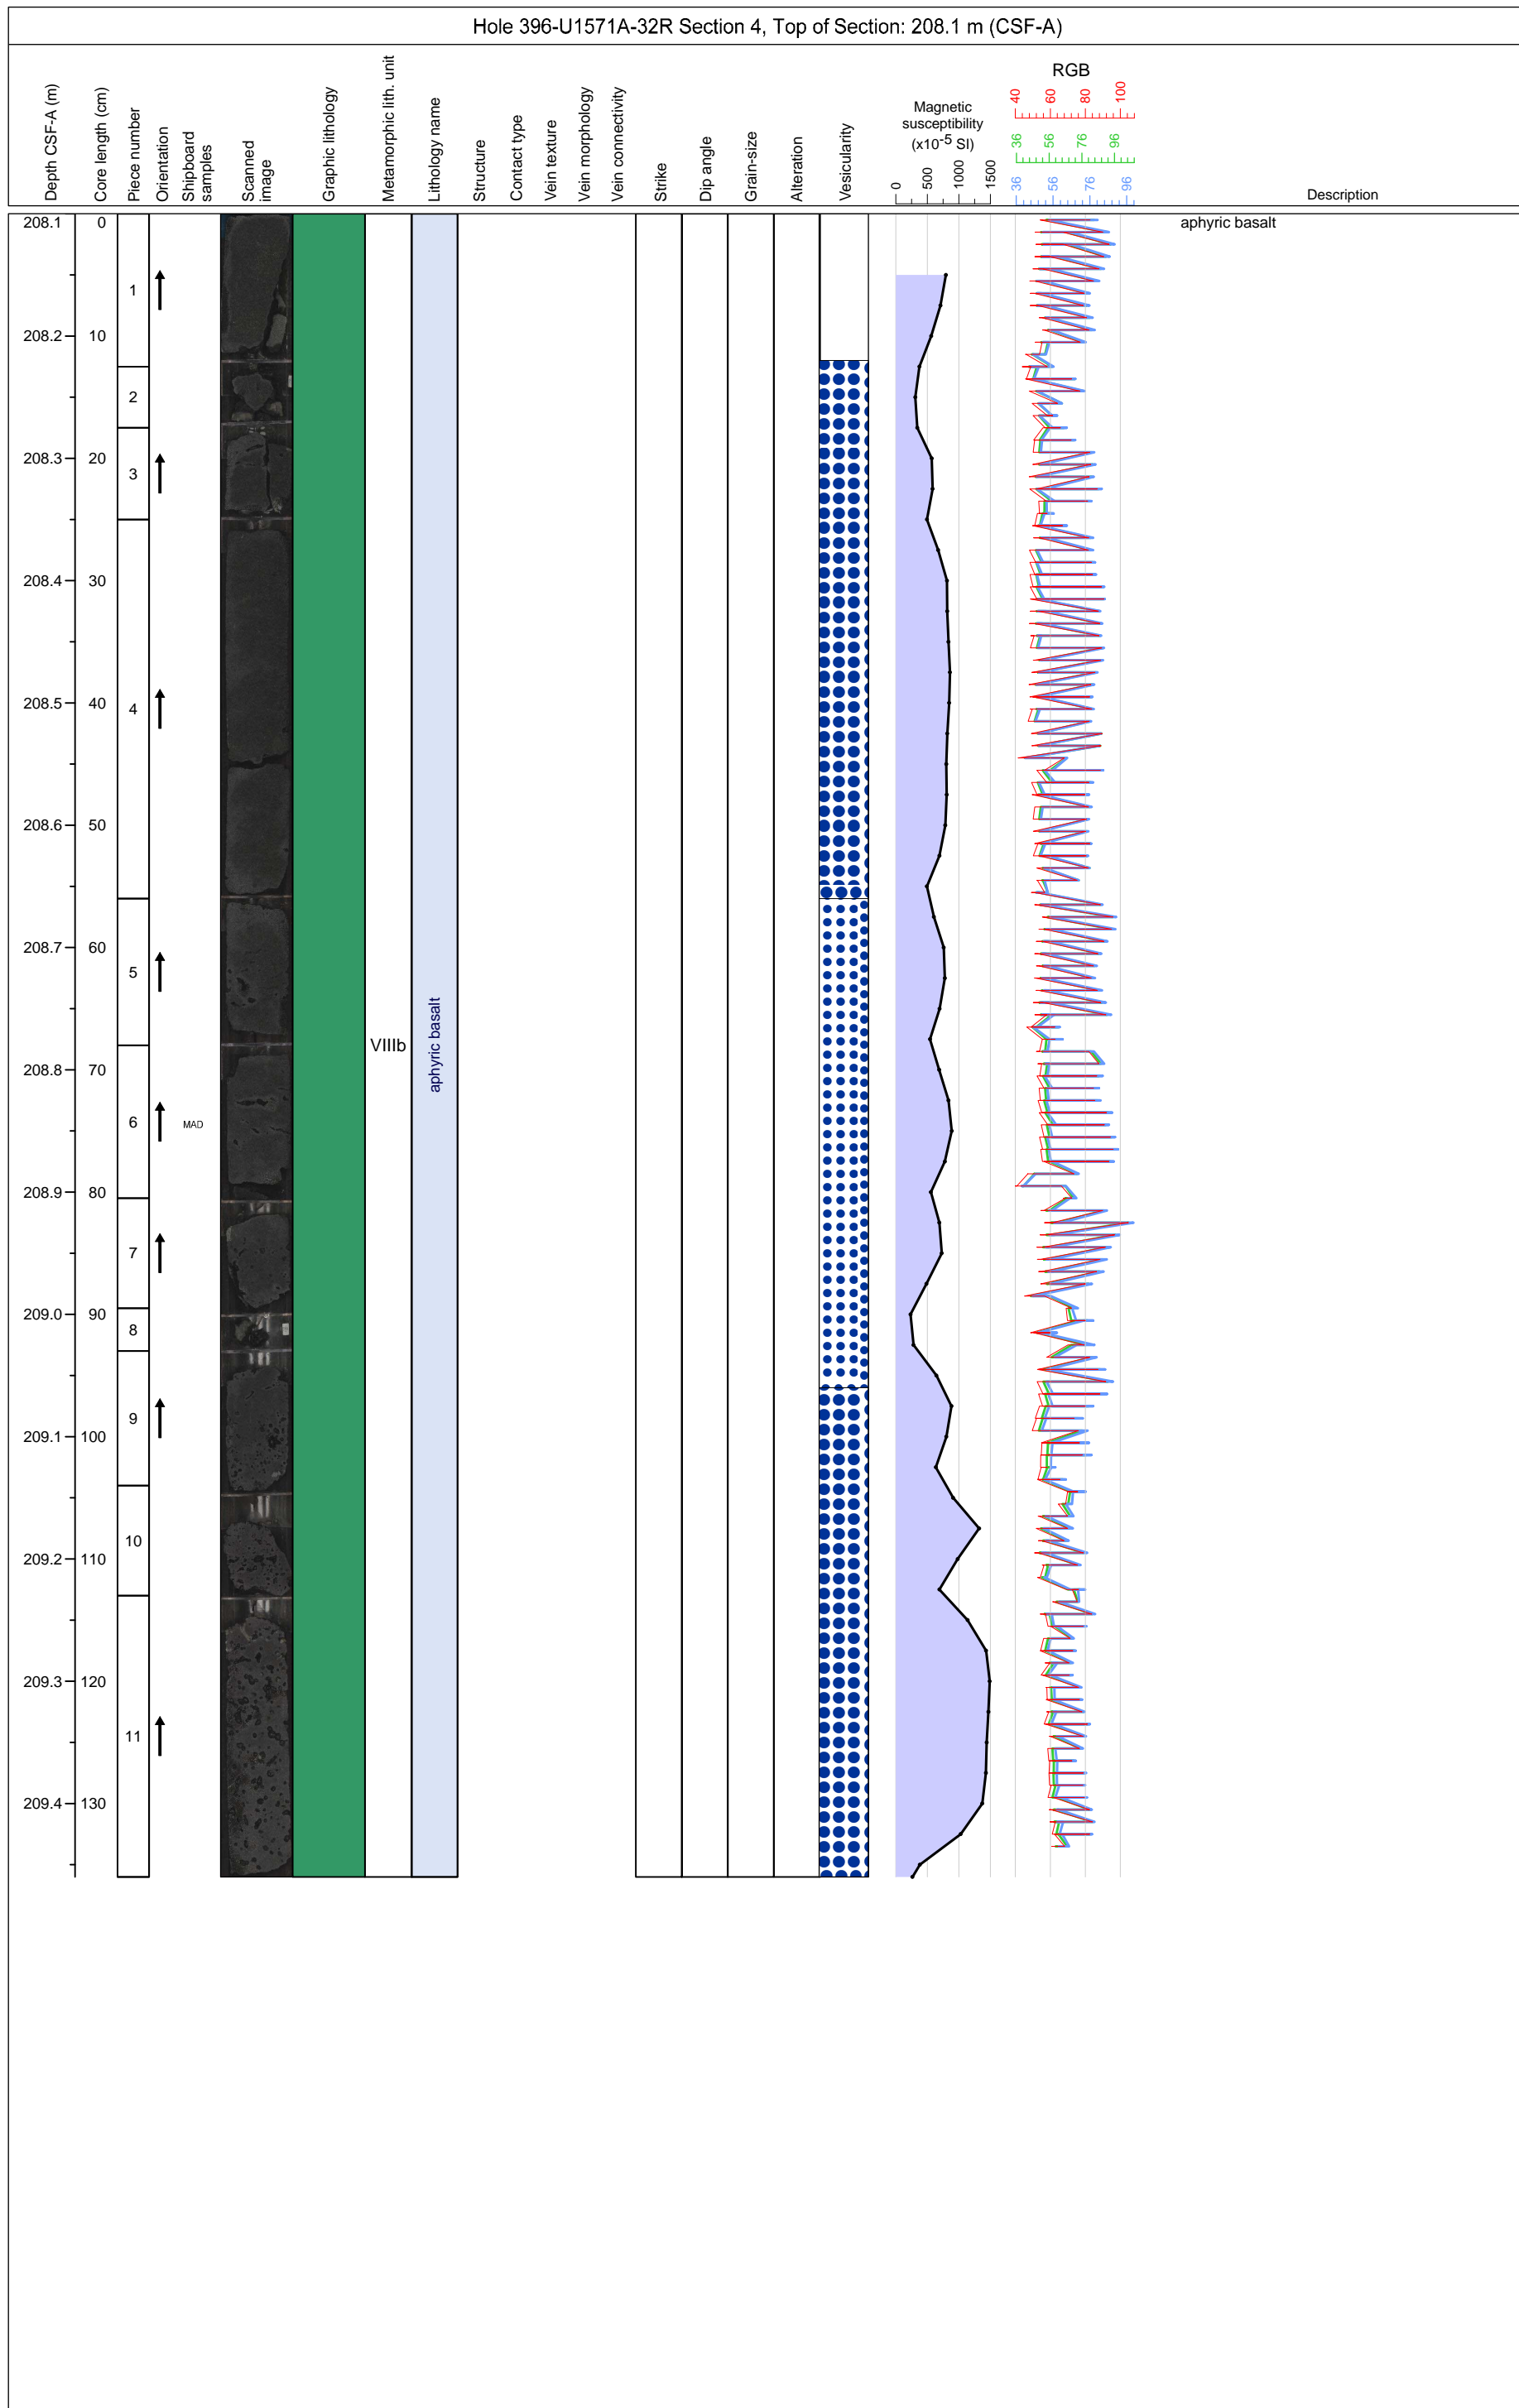 Hole 396-U1571A-32R Section 4, Top of Section: 208.1 m (CSF-A)
Depth CSF-A (m)
Core length (cm)
Piece number
Orientation
Shipboard
samples
Scanned
image
Graphic lithology
Metamorphic lith. unit
Lithology name
Structure
Contact type
Vein texture
Vein morphology
Vein connectivity
Strike
Dip angle
Grain-size
Alteration
Vesicularity
Magnetic
susceptibility
(x10-5 SI)
0 500 1000 1500
RGB
40 60 80 100
36 56 76 96
36 56 76 96
Description
208.1 0
aphyric basalt
1
208.2 10
2
208.3 20
3
208.4 30
208.5 40
4
208.6 50
208.7 60
5
VIIIb
aphyric basalt
208.8 70
6
MAD
208.9 80
7
209.0 90
8
9
209.1 100
10
209.2 110
209.3 120
11
209.4 130